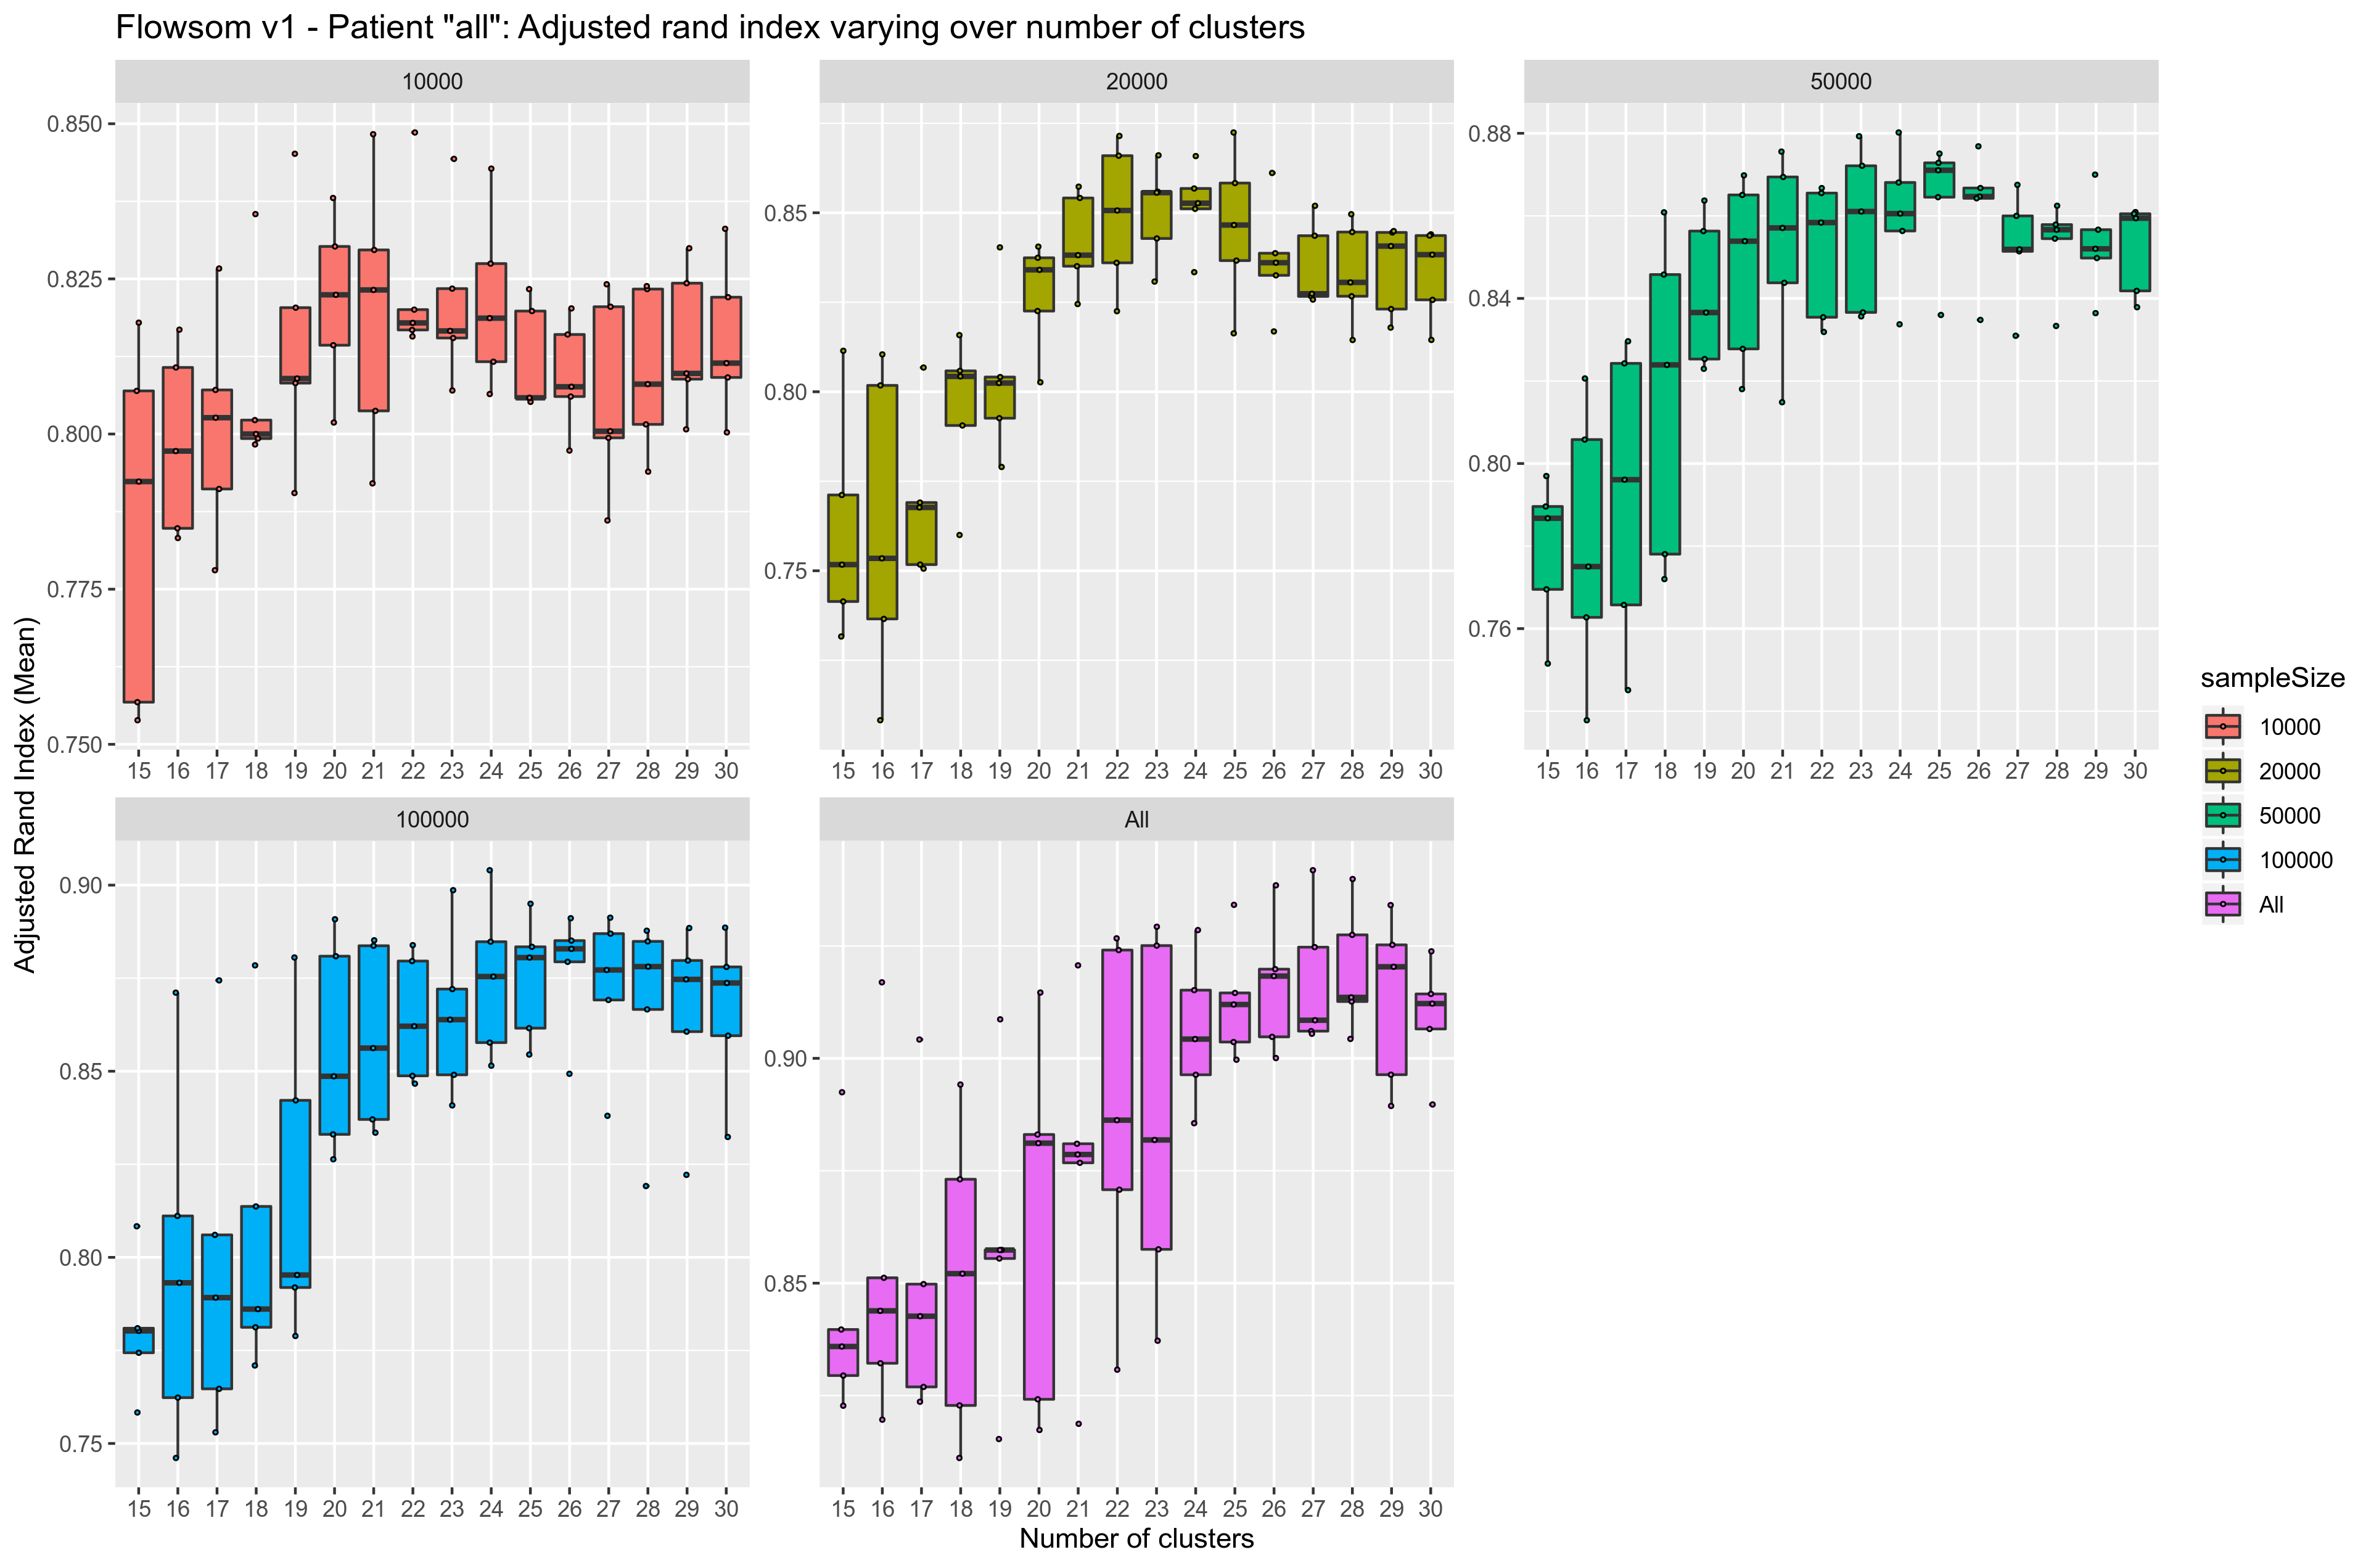 Flowsom v1 - Patient "all": Adjusted rand index varying over number of clusters
10000
20000
50000
0.850
0.825
0.800
0.775
0.750
0.85
0.80
0.75
0.88
0.84
0.80
0.76
15 16 17 18 19 20 21 22 23 24 25 26 27 28 29 30
15 16 17 18 19 20 21 22 23 24 25 26 27 28 29 30
15 16 17 18 19 20 21 22 23 24 25 26 27 28 29 30
Adjusted Rand Index (Mean)
100000
All
0.90
0.85
0.80
0.75
0.90
0.85
15 16 17 18 19 20 21 22 23 24 25 26 27 28 29 30
15 16 17 18 19 20 21 22 23 24 25 26 27 28 29 30
Number of clusters
sampleSize
10000
20000
50000
100000
All